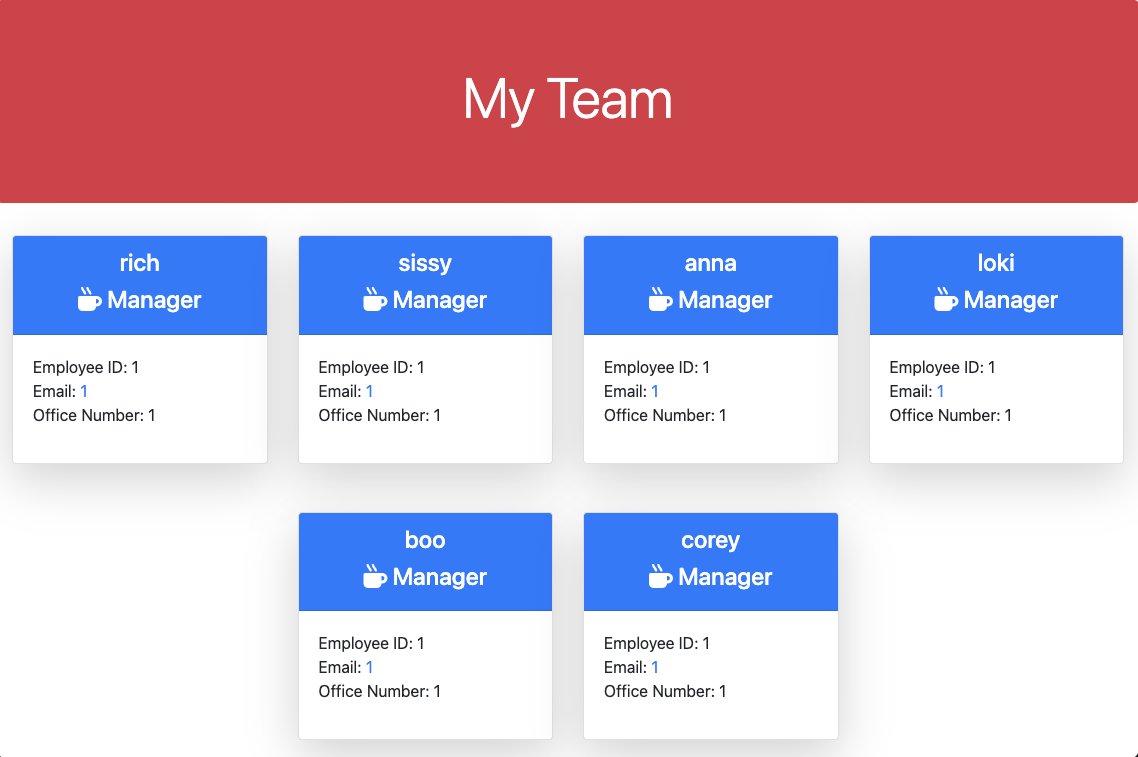 My Team
rich
Manager
Employee ID: 1
Email: 1
Office Number: 1
sissy
Manager
Employee ID: 1
Email: 1
Office Number: 1
anna
Manager
Employee ID: 1
Email: 1
Office Number: 1
loki
Manager
Employee ID: 1
Email: 1
Office Number: 1
boo
Manager
Employee ID: 1
Email: 1
Office Number: 1
corey
Manager
Employee ID: 1
Email: 1
Office Number: 1